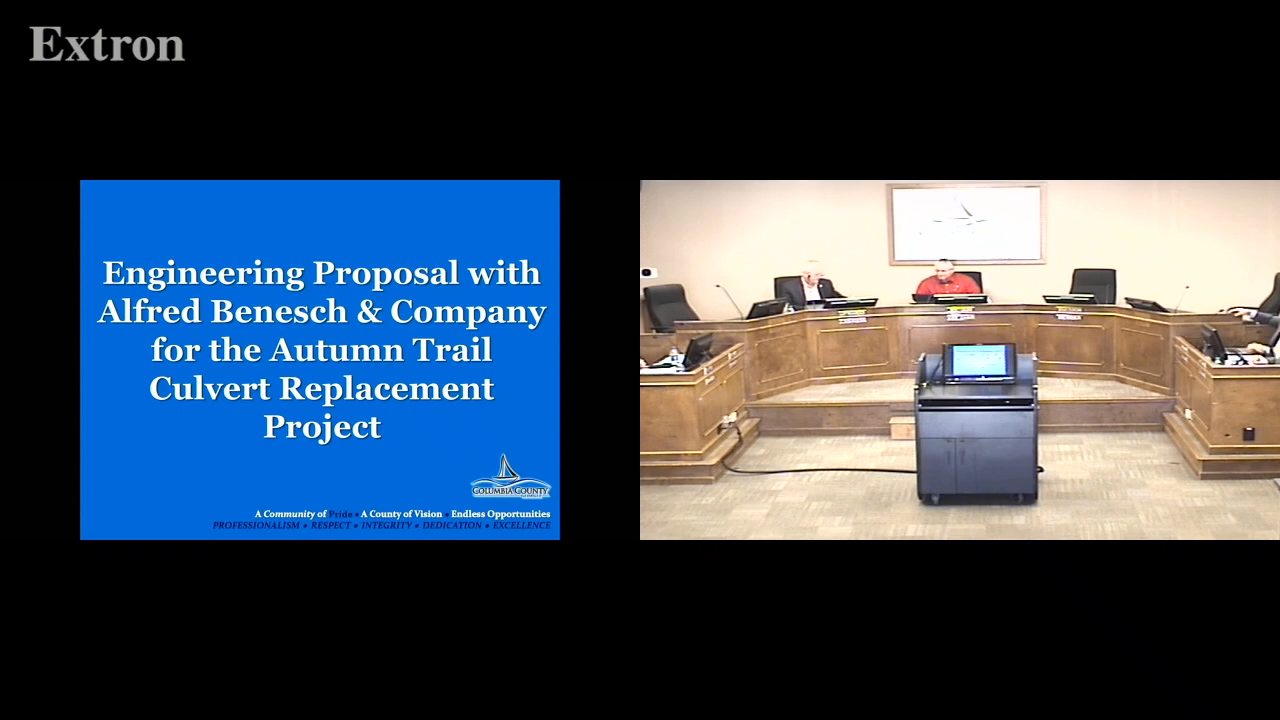 Extron
Engineering Proposal with
Alfred Benesch & Company
for the Autumn Trail
Culvert Replacement
Project
COLUMBIA COUNTY
A Community of Pride • A County of Vision • Endless Opportunities
PROFESSIONALISM • RESPECT • INTEGRITY • DEDICATION • EXCELLENCE